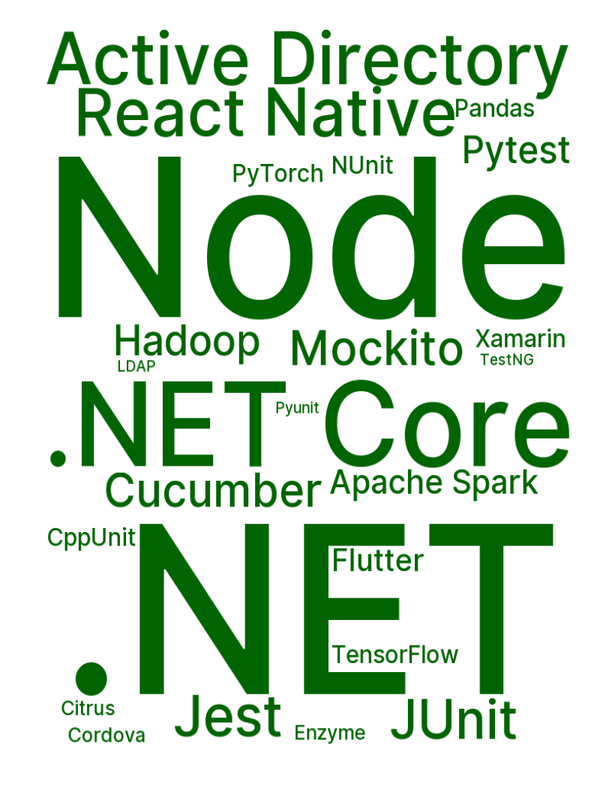 Active Directory
React Native
Pandas
Pytest
PyTorch
NUnit
Node
Hadoop
Mockito
Xamarin
LDAP
TestNG
.NET Core
Pyunit
Cucumber
Apache Spark
CppUnit
.NET
Flutter
TensorFlow
Citrus
Jest
JUnit
Cordova
Enzyme